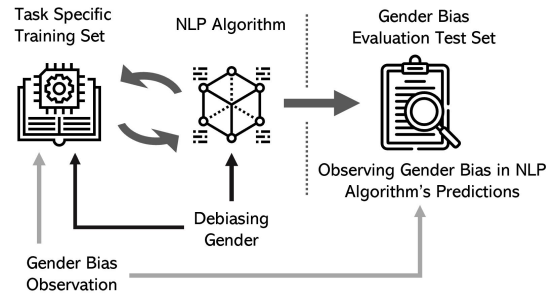 Task Specific
Training Set
NLP Algorithm
Gender Bias
Evaluation Test Set
Observing Gender Bias in NLP
Algorithm's Predictions
Debiasing
Gender
Gender Bias
Observation